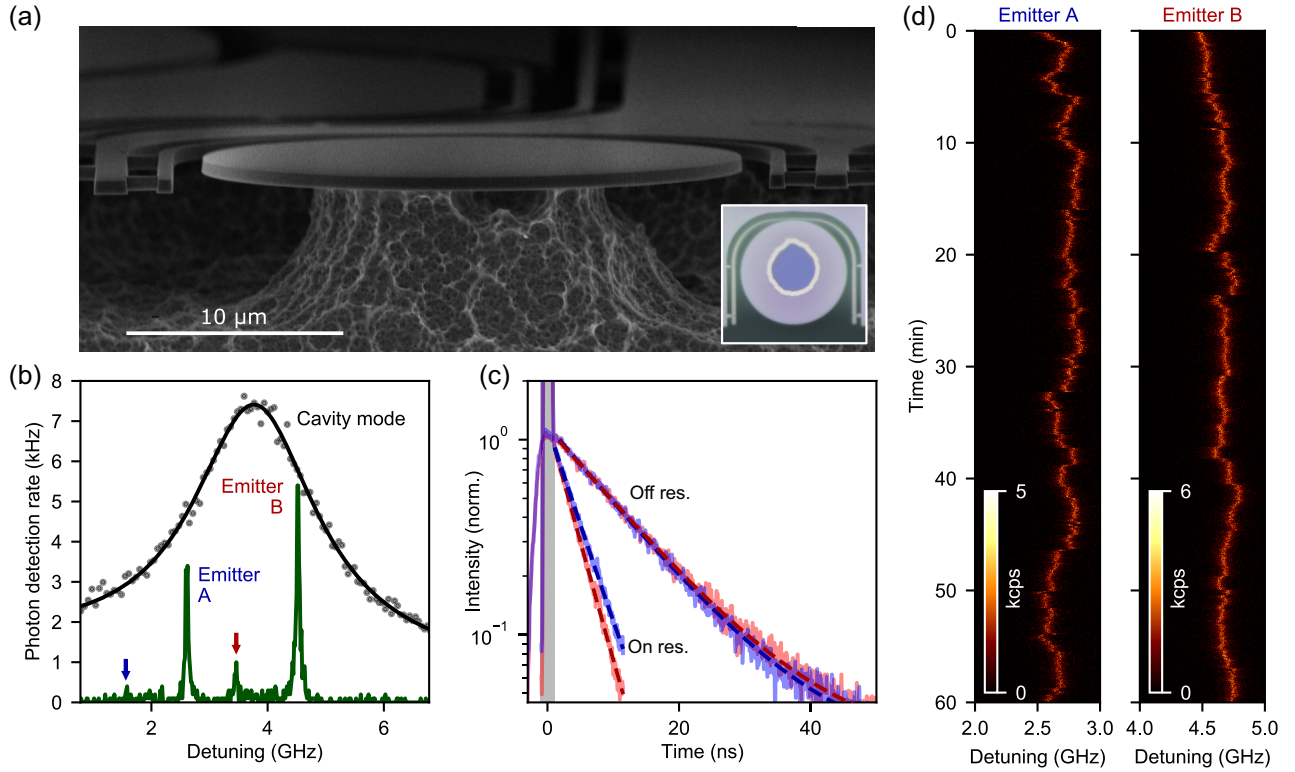 (a)
10 µm
(b)
Photon detection rate (kHz)
8
7
6
5
4
3
2
1
0
Cavity mode
Emitter
B
Emitter
A
2
4
6
Detuning (GHz)
(c)
Intensity (norm.)
10⁰
10⁻¹
Off res.
On res.
0
20
40
Time (ns)
(d)
Emitter A
Emitter B
Time (min)
0
10
20
30
40
50
60
5
kcps
0
6
kcps
0
2.0
2.5
3.0
4.0
4.5
5.0
Detuning (GHz)
Detuning (GHz)